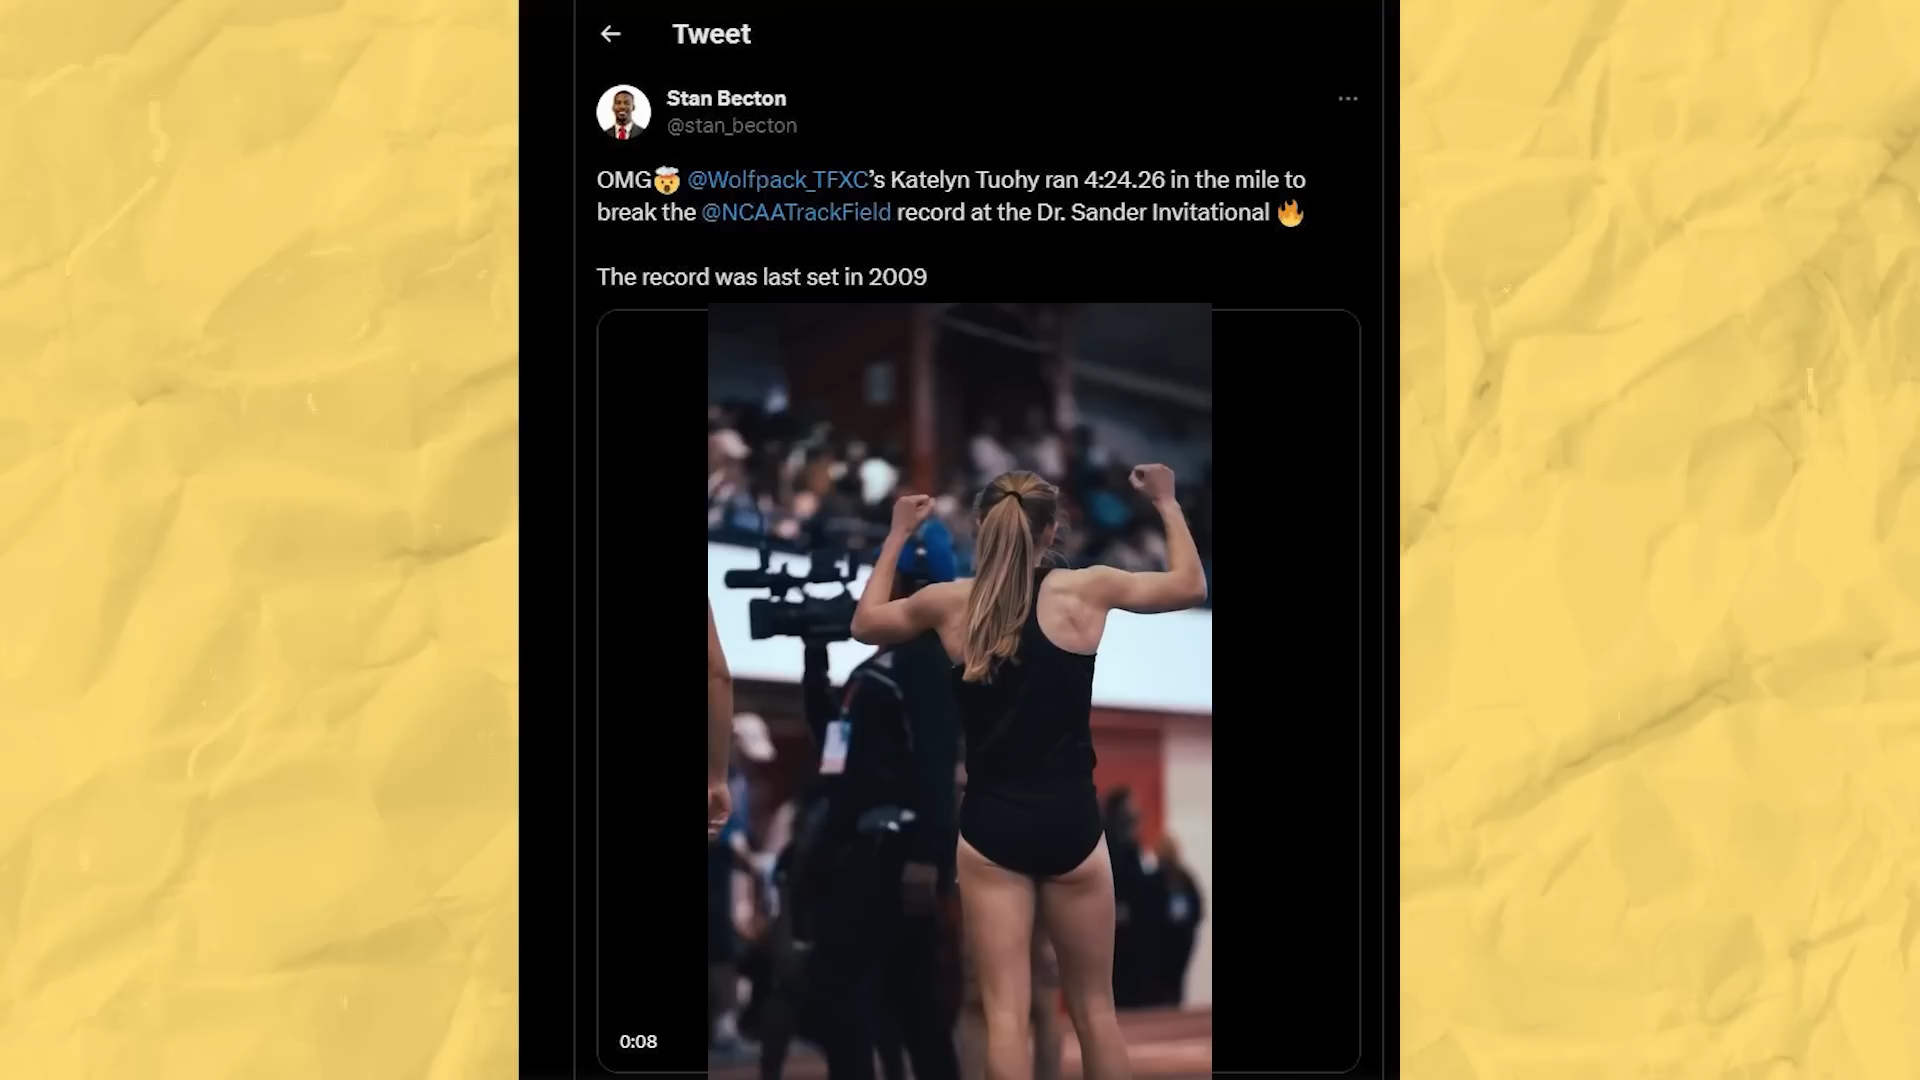 Tweet
Stan Becton
@stan_becton
OMG🤯 @Wolfpack_TFXC's Katelyn Tuohy ran 4:24.26 in the mile to
break the @NCAATrackField record at the Dr. Sander Invitational 🔥
The record was last set in 2009
0:08